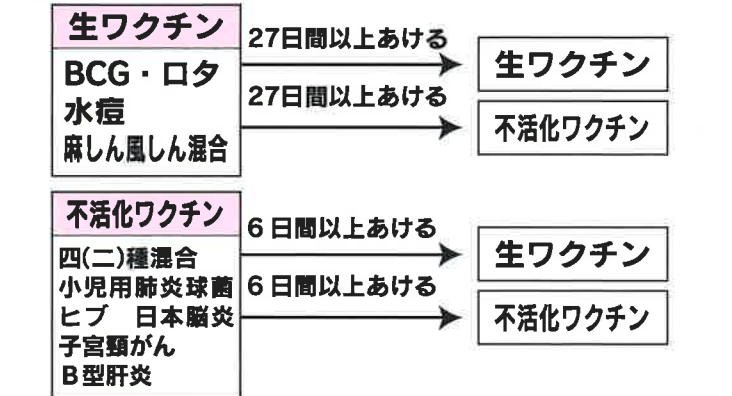 生ワクチン
BCG・ロタ
水痘
麻しん風しん混合
27日間以上あける
27日間以上あける
生ワクチン
不活化ワクチン
不活化ワクチン
四(二)種混合
小児用肺炎球菌
ヒブ 日本脳炎
子宮頸がん
B型肝炎
6日間以上あける
6日間以上あける
生ワクチン
不活化ワクチン